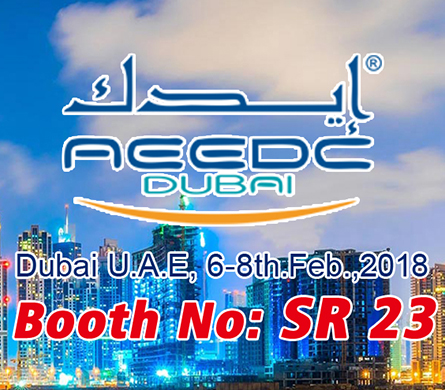 إيدك®
AEEDC
DUBAI
Dubai U.A.E, 6-8th.Feb.,2018
Booth No: SR 23